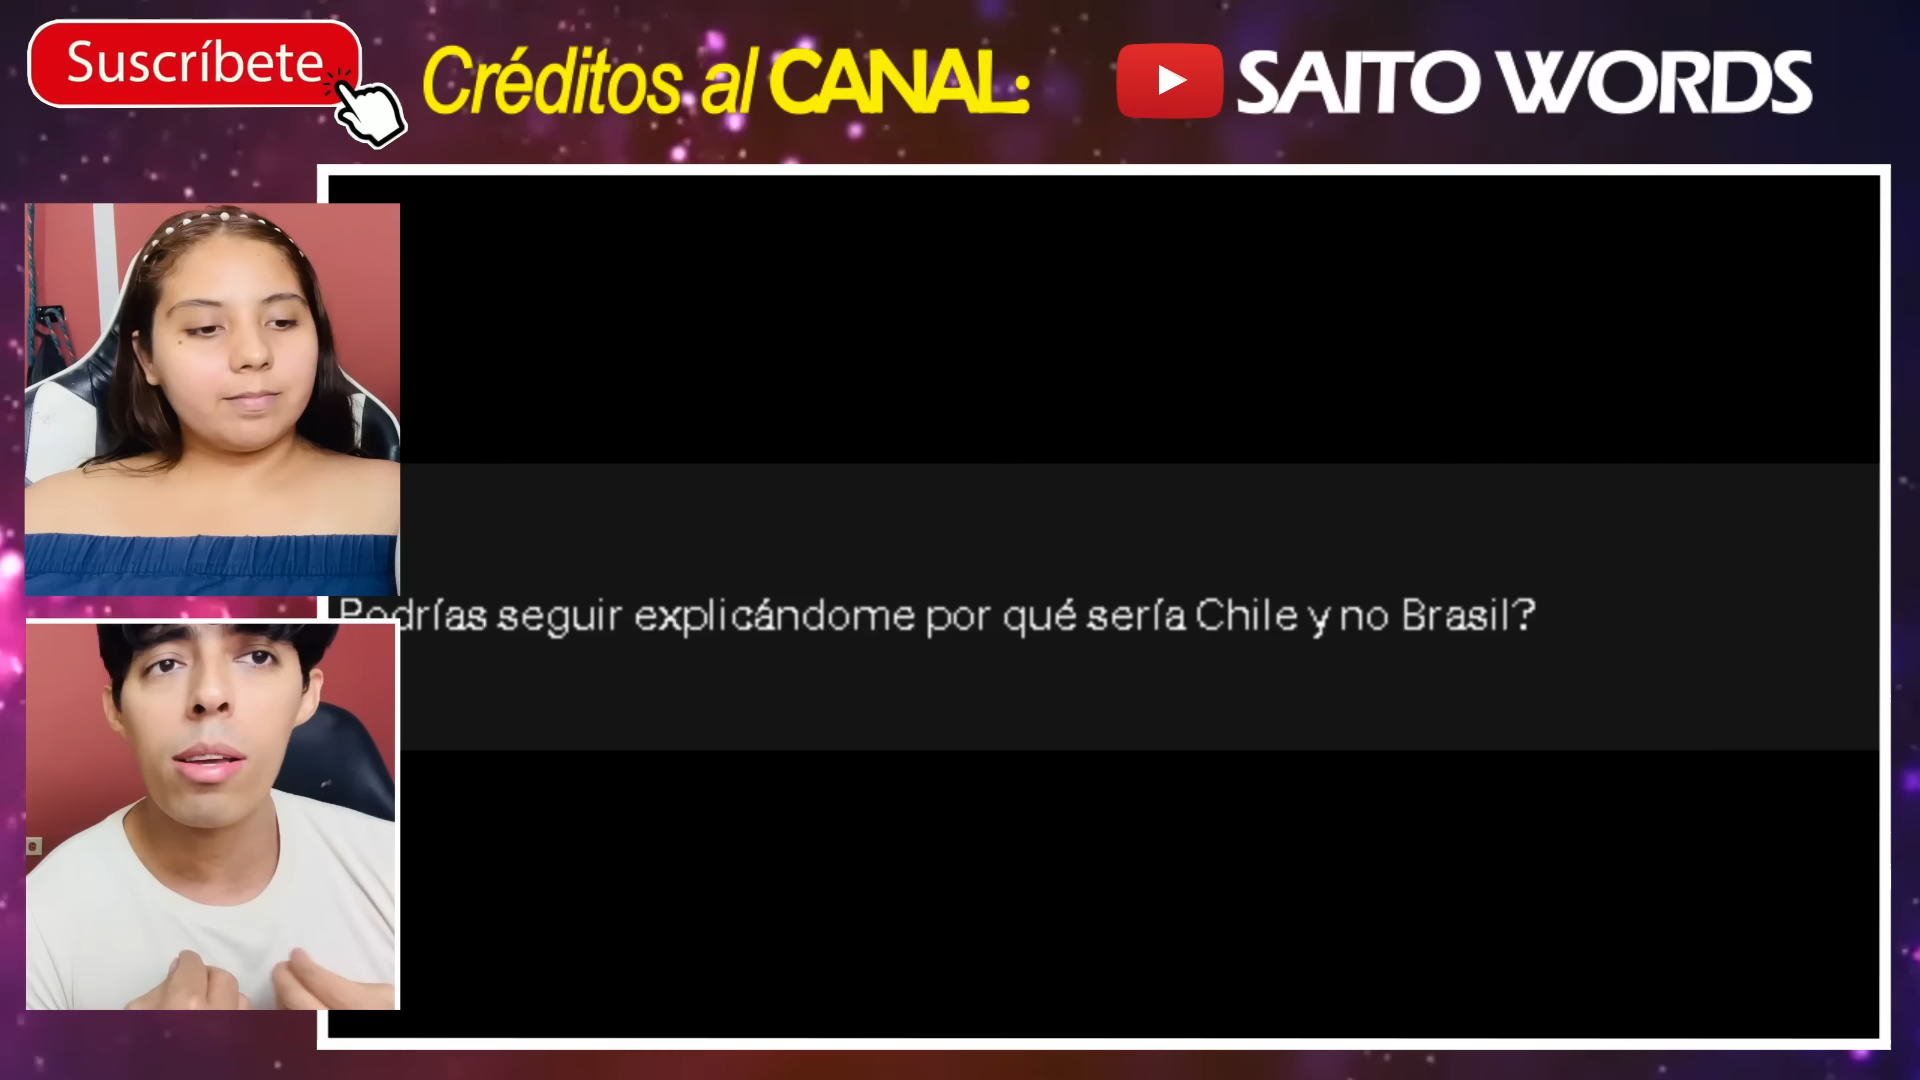 Suscríbete
Créditos al CANAL:
SAITO WORDS
Podrías seguir explicándome por qué sería Chile y no Brasil?